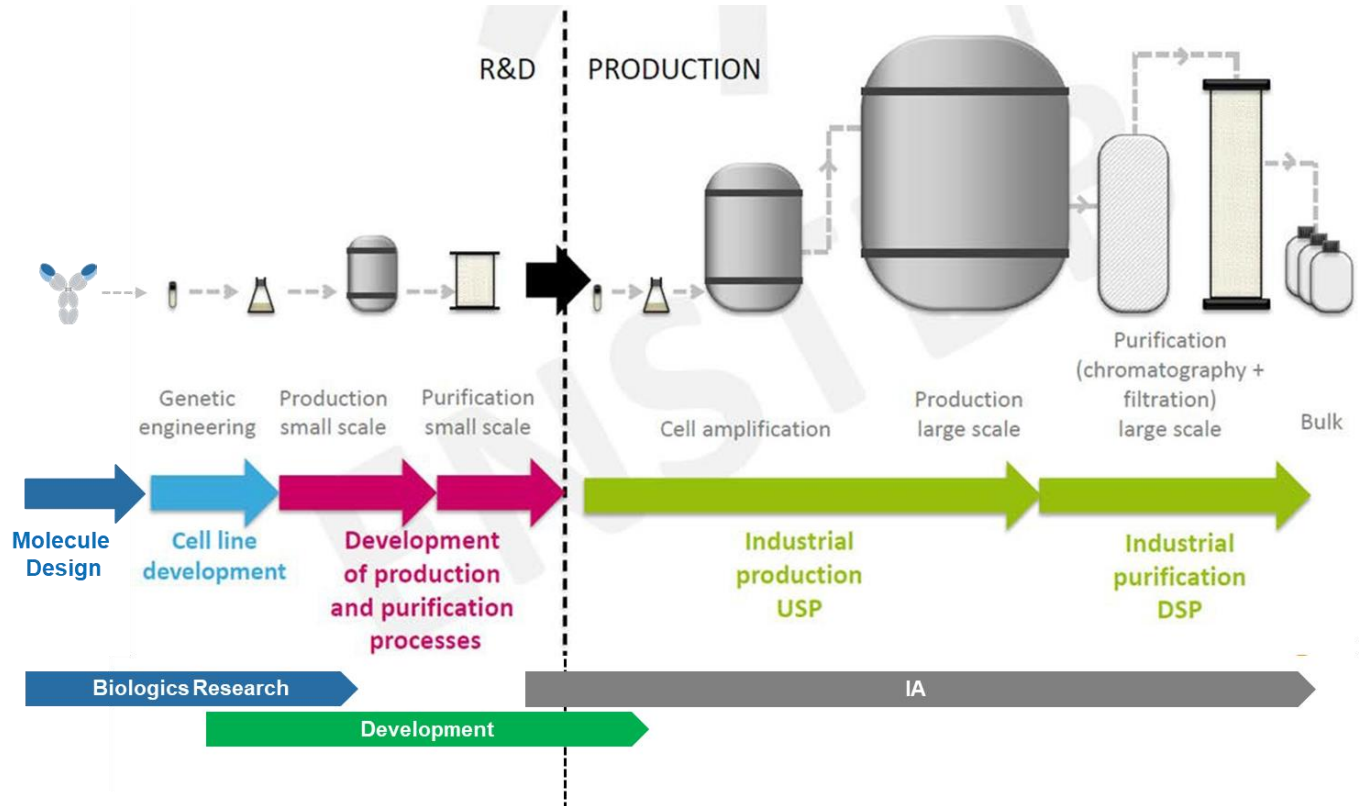 R&D
PRODUCTION
Genetic
engineering
Production
small scale
Purification
small scale
Cell amplification
Production
large scale
Purification
(chromatography +
filtration)
large scale
Bulk
Molecule
Design
Cell line
development
Development
of production
and purification
processes
Industrial
production
USP
Industrial
purification
DSP
Biologics Research
IA
Development